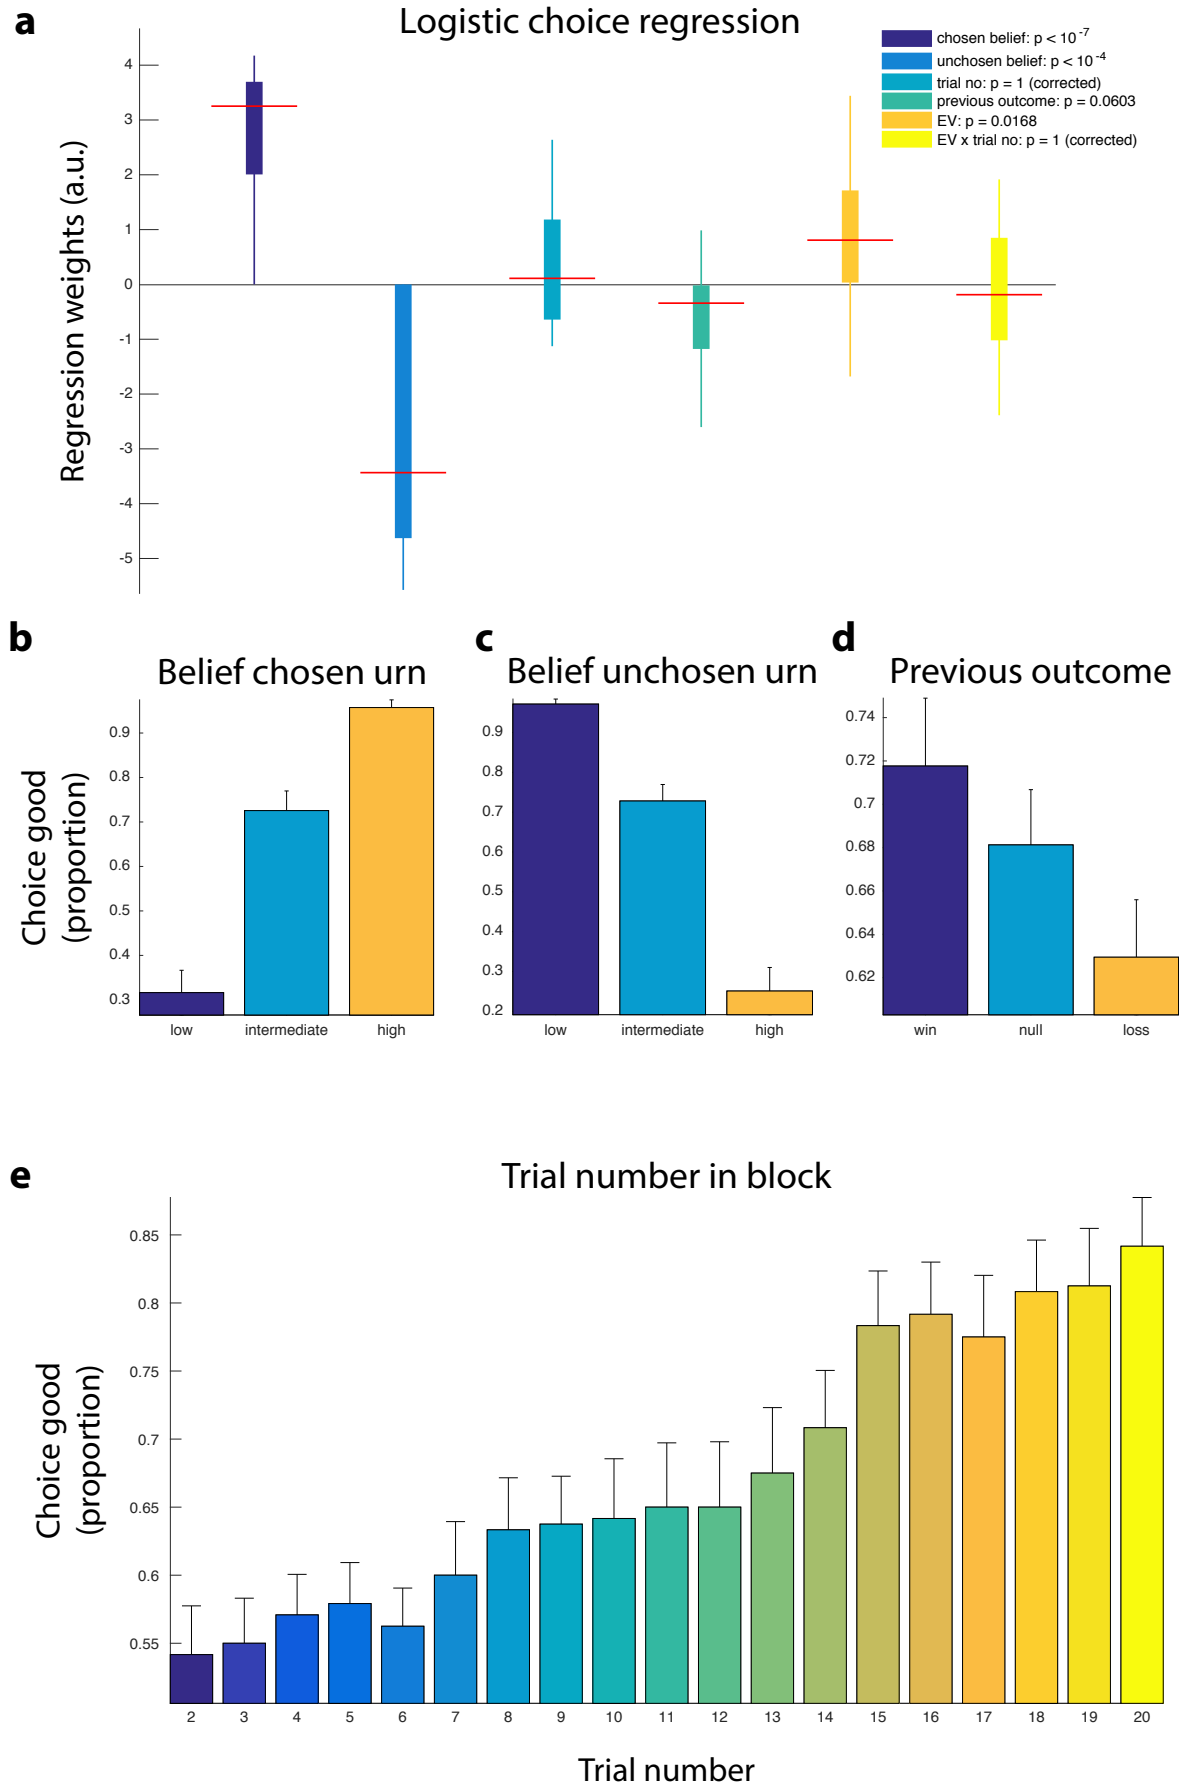 a
Logistic choice regression
chosen belief: p < 10 -7
unchosen belief: p < 10 -4
trial no: p = 1 (corrected)
previous outcome: p = 0.0603
EV: p = 0.0168
EV x trial no: p = 1 (corrected)
Regression weights (a.u.)
4
3
2
1
0
-1
-2
-3
-4
-5
b
Belief chosen urn
Choice good
(proportion)
0.9
0.8
0.7
0.6
0.5
0.4
0.3
low intermediate high
c
Belief unchosen urn
0.9
0.8
0.7
0.6
0.5
0.4
0.3
0.2
low intermediate high
d
Previous outcome
0.74
0.72
0.7
0.68
0.66
0.64
0.62
win null loss
e
Trial number in block
Choice good
(proportion)
0.85
0.8
0.75
0.7
0.65
0.6
0.55
2 3 4 5 6 7 8 9 10 11 12 13 14 15 16 17 18 19 20
Trial number